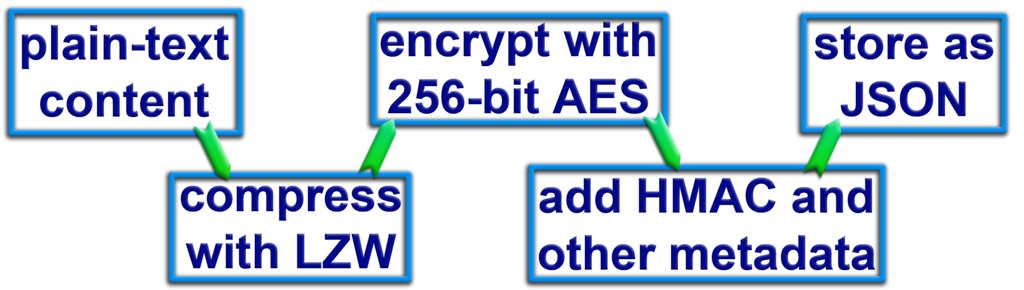 plain-text
content
compress
with LZW
encrypt with
256-bit AES
add HMAC and
other metadata
store as
JSON